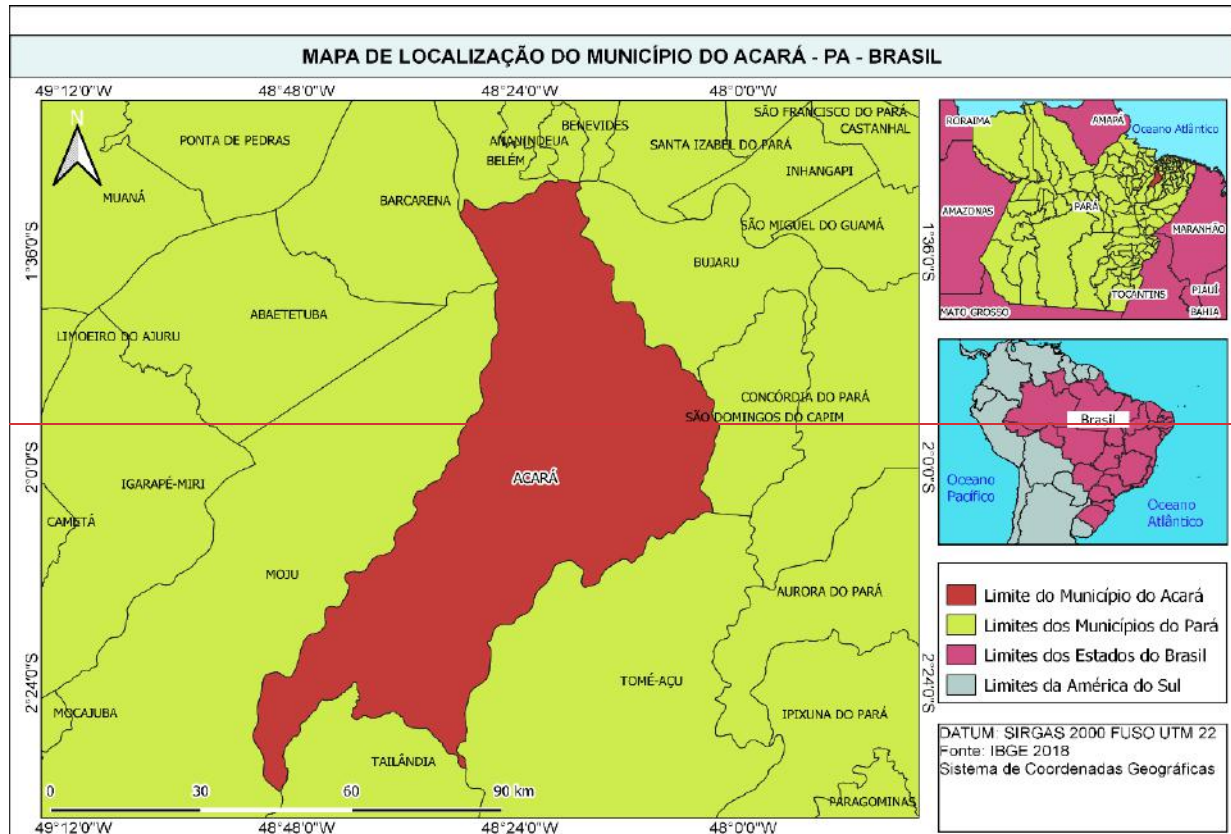 MAPA DE LOCALIZAÇÃO DO MUNICÍPIO DO ACARÁ - PA - BRASIL
49°12'0"W 48°48'0"W 48°24'0"W 48°0'0"W
N
PONTA DE PEDRAS
MUANÁ
BARCARENA
ANANINDEUA
BELÉM
BENEVIDES
SANTA IZABEL DO PARÁ
SÃO FRANCISCO DO PARÁ
CASTANHAL
INHANGAPI
SÃO MIGUEL DO GUAMÁ
BUJARU
1°36'0"S
1°36'0"S
ABAETETUBA
LIMOEIRO DO AJURU
CONCÓRDIA DO PARÁ
SÃO DOMINGOS DO CAPIM
2°0'0"S
2°0'0"S
IGARAPÉ-MIRI
ACARÁ
CAMETÁ
MOJU
AURORA DO PARÁ
TOMÉ-AÇU
2°24'0"S
2°24'0"S
MOCAJUBA
IPIXUNA DO PARÁ
TAILÂNDIA
PARAGOMINAS
0 30 60 90 km
49°12'0"W 48°48'0"W 48°24'0"W 48°0'0"W
RORAIMA
AMAPÁ
Oceano Atlântico
AMAZONAS
PARÁ
MARANHÃO
TOCANTINS
PIAUÍ
MATO GROSSO
BAHIA
Brasil
Oceano
Pacífico
Oceano
Atlântico
Limite do Município do Acará
Limites dos Municípios do Pará
Limites dos Estados do Brasil
Limites da América do Sul
DATUM: SIRGAS 2000 FUSO UTM 22
Fonte: IBGE 2018
Sistema de Coordenadas Geográficas